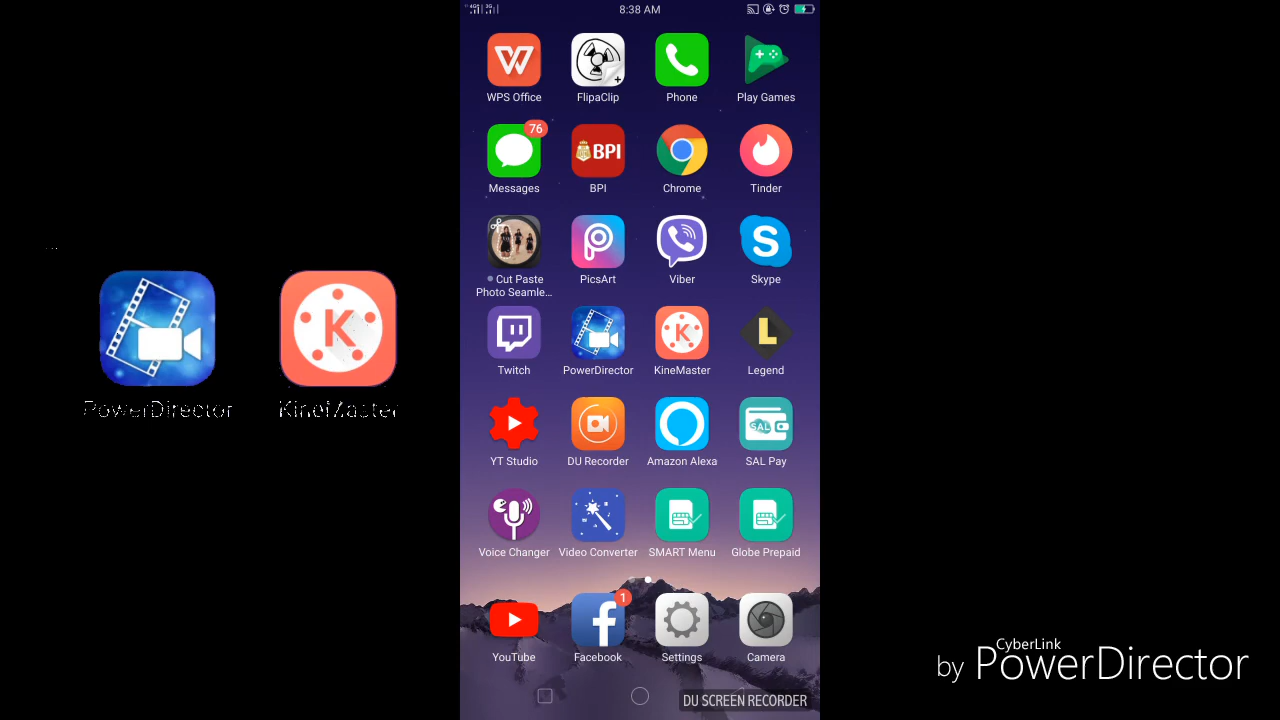 8:38 AM
WPS Office FlipaClip Phone Play Games
76
BPI
Messages BPI Chrome Tinder
Cut Paste PicsArt Viber Skype
Photo Seamle...
Twitch PowerDirector KineMaster Legend
SAL
YT Studio DU Recorder Amazon Alexa SAL Pay
Voice Changer Video Converter SMART Menu Globe Prepaid
1
YouTube Facebook Settings Camera
DU SCREEN RECORDER
PowerDirector KineMaster
CyberLink
by PowerDirector